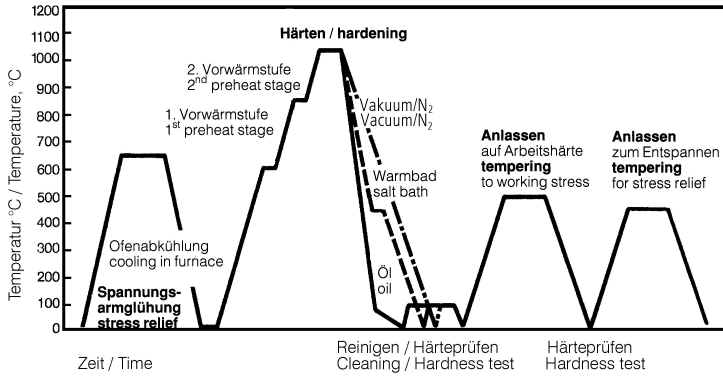 Temperatur °C / Temperature, °C
1200
1100
1000
900
800
700
600
500
400
300
200
100
0
Härten / hardening
2. Vorwärmstufe
2nd preheat stage
1. Vorwärmstufe
1st preheat stage
Vakuum/N2
Vacuum/N2
Warmbad
salt bath
Öl
oil
Ofenabkühlung
cooling in furnace
Spannungs-
armglühung
stress relief
Anlassen
auf Arbeitshärte
tempering
to working stress
Anlassen
zum Entspannen
tempering
for stress relief
Zeit / Time
Reinigen / Härteprüfen
Cleaning / Hardness test
Härteprüfen
Hardness test